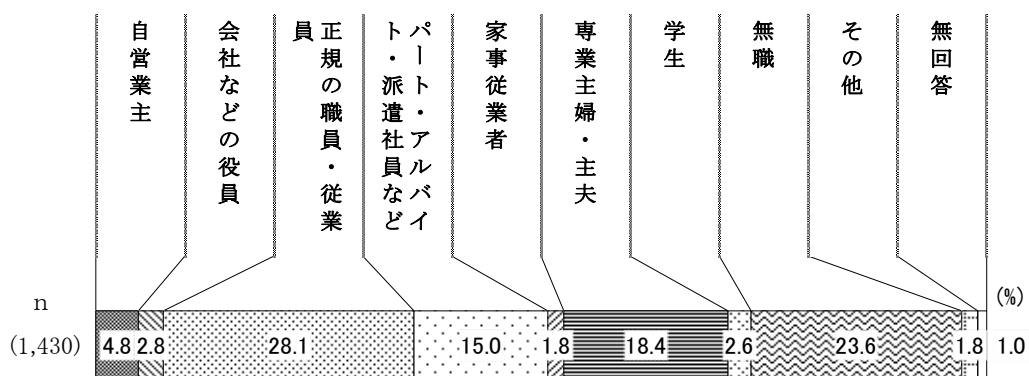 自営業主
会社などの役員
正規の職員・従業
員
パート・アルバイ
ト・派遣社員など
家事従業者
専業主婦・主夫
学生
無職
その他
無回答
n
(%)
(1,430)
4.8
2.8
28.1
15.0
1.8
18.4
2.6
23.6
1.8
1.0